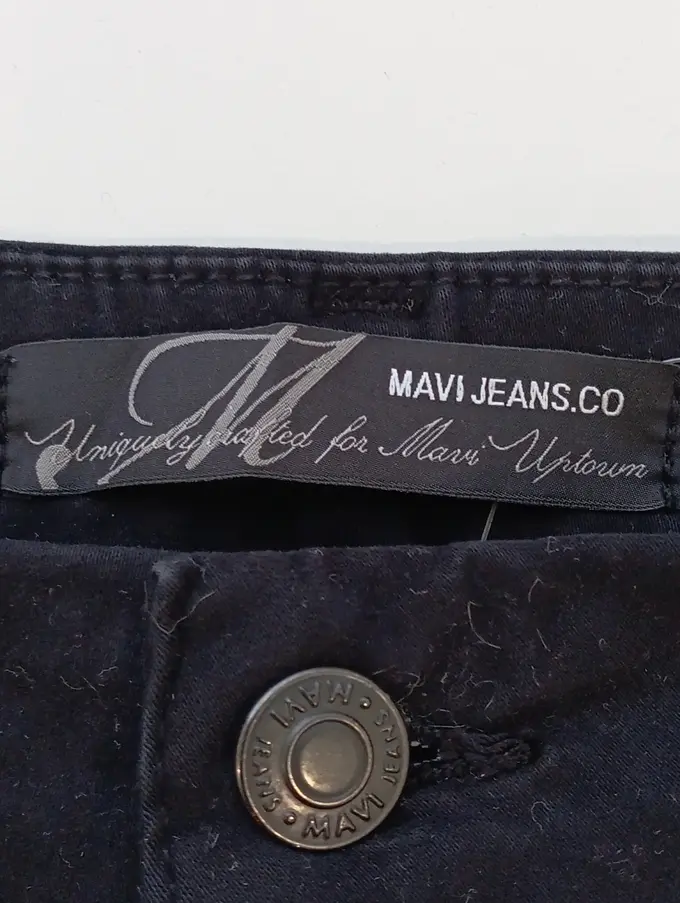 M
MAVI JEANS.CO
Uniquely crafted for Mavi Uptown
MAVI • JEANS • MAVI • JEANS